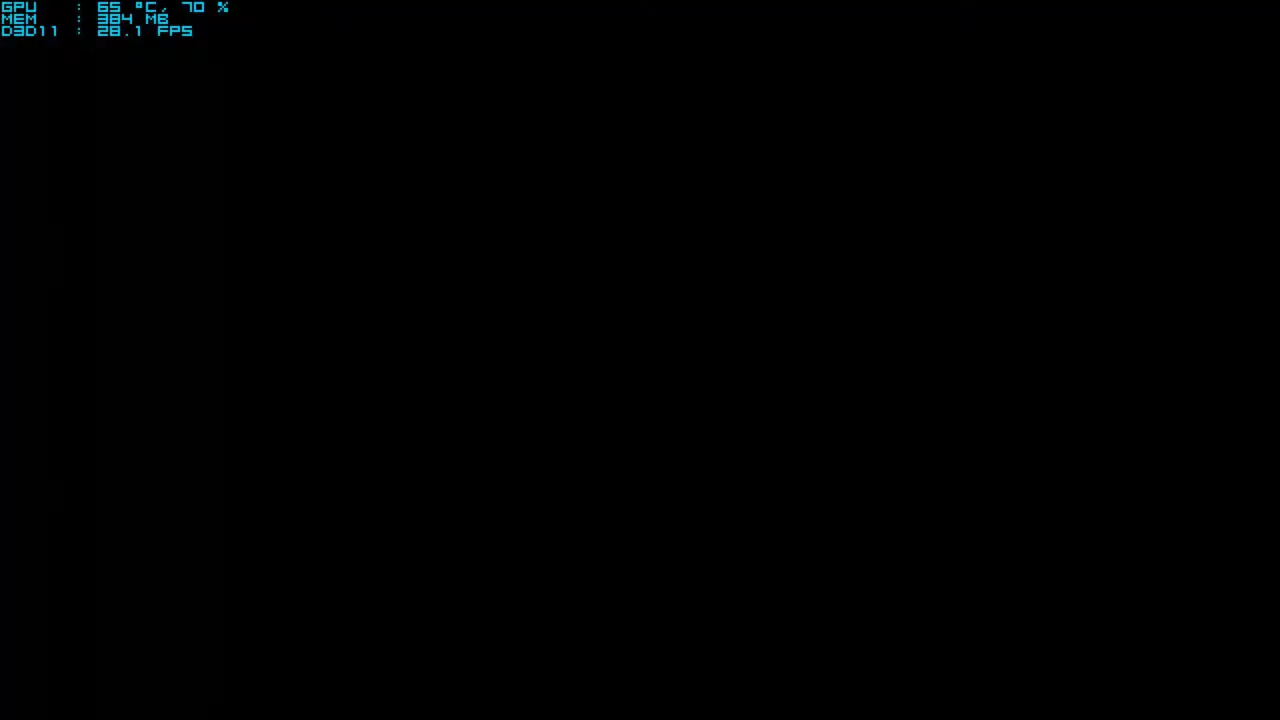 GPU : 65 °C, 70 %
MEM : 384 MB
D3D11 : 28.1 FPS